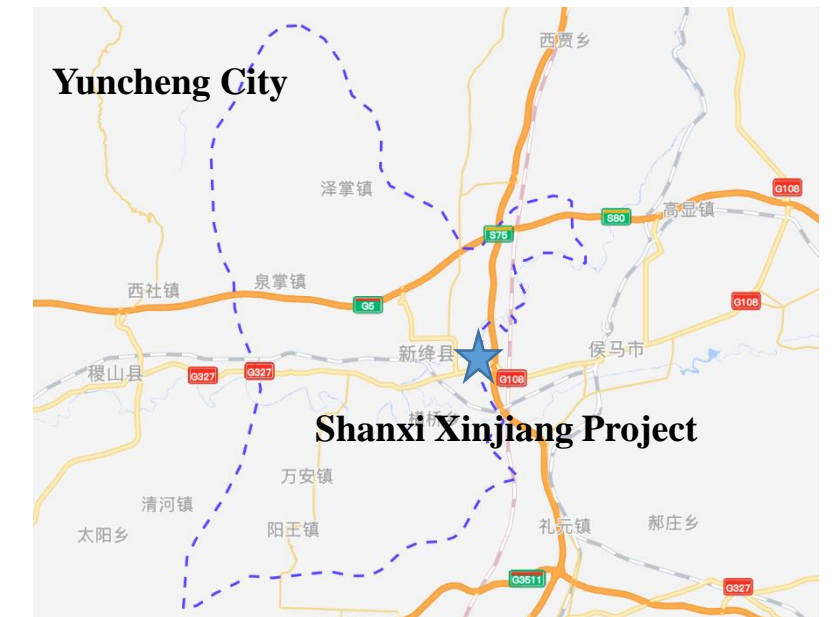 西贾乡
Yuncheng City
泽掌镇
G108
高显镇
S80
S75
泉掌镇
西社镇
G5
G108
新绛县
侯马市
稷山县
G327
G327
G108
横桥乡
Shanxi Xinjiang Project
万安镇
清河镇
阳王镇
礼元镇
郝庄乡
太阳乡
G3511
G327